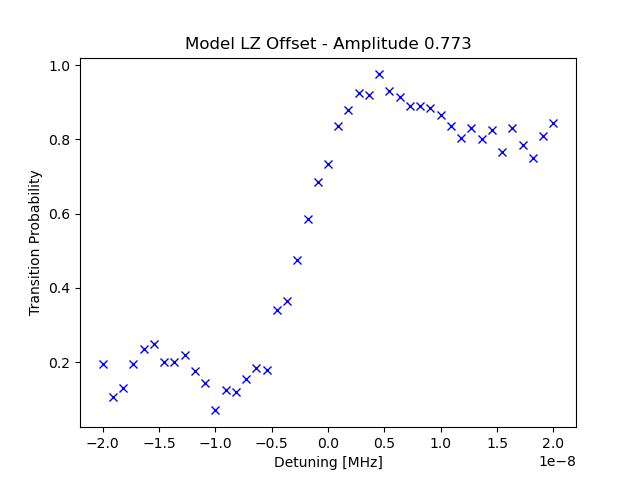 Model LZ Offset - Amplitude 0.773
1.0
0.8
0.6
0.4
0.2
Transition Probability
−2.0 −1.5 −1.0 −0.5 0.0 0.5 1.0 1.5 2.0
1e−8
Detuning [MHz]